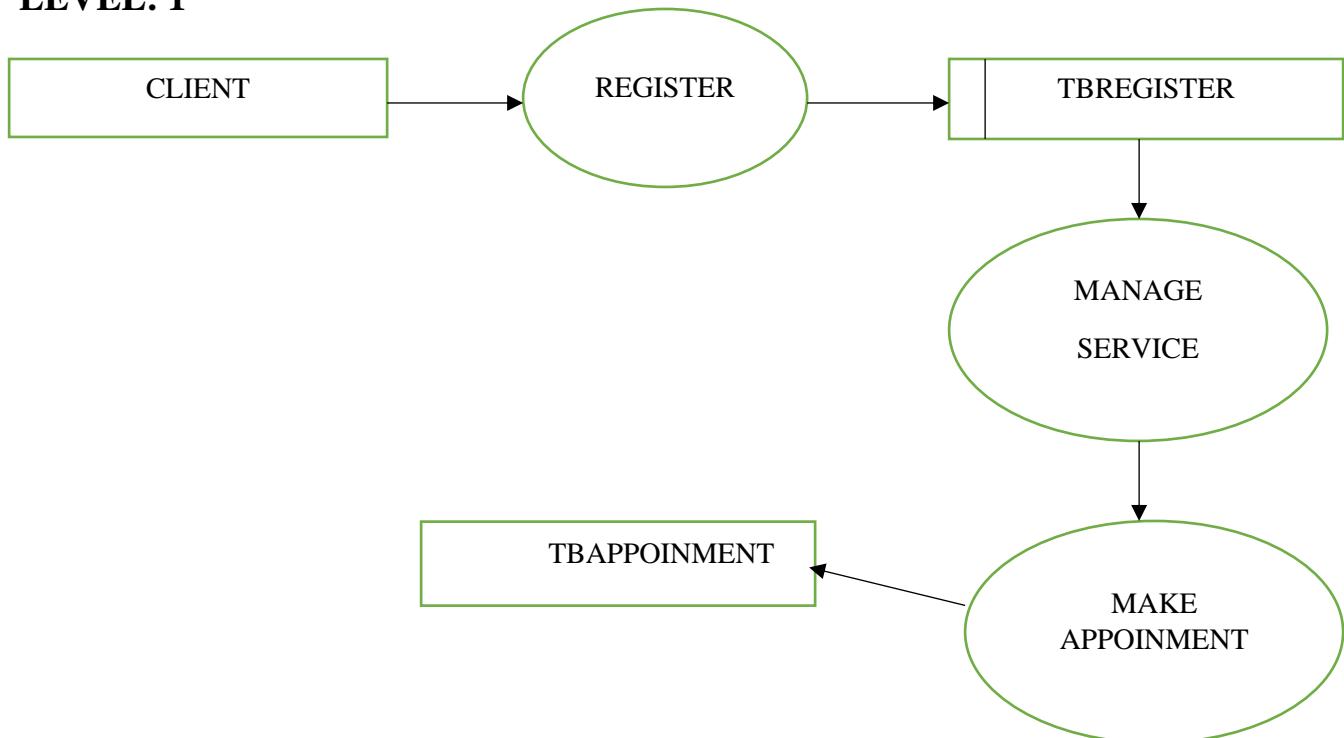 LEVEL: 1
CLIENT
REGISTER
TBREGISTER
MANAGE
SERVICE
TBAPPOINMENT
MAKE
APPOINMENT